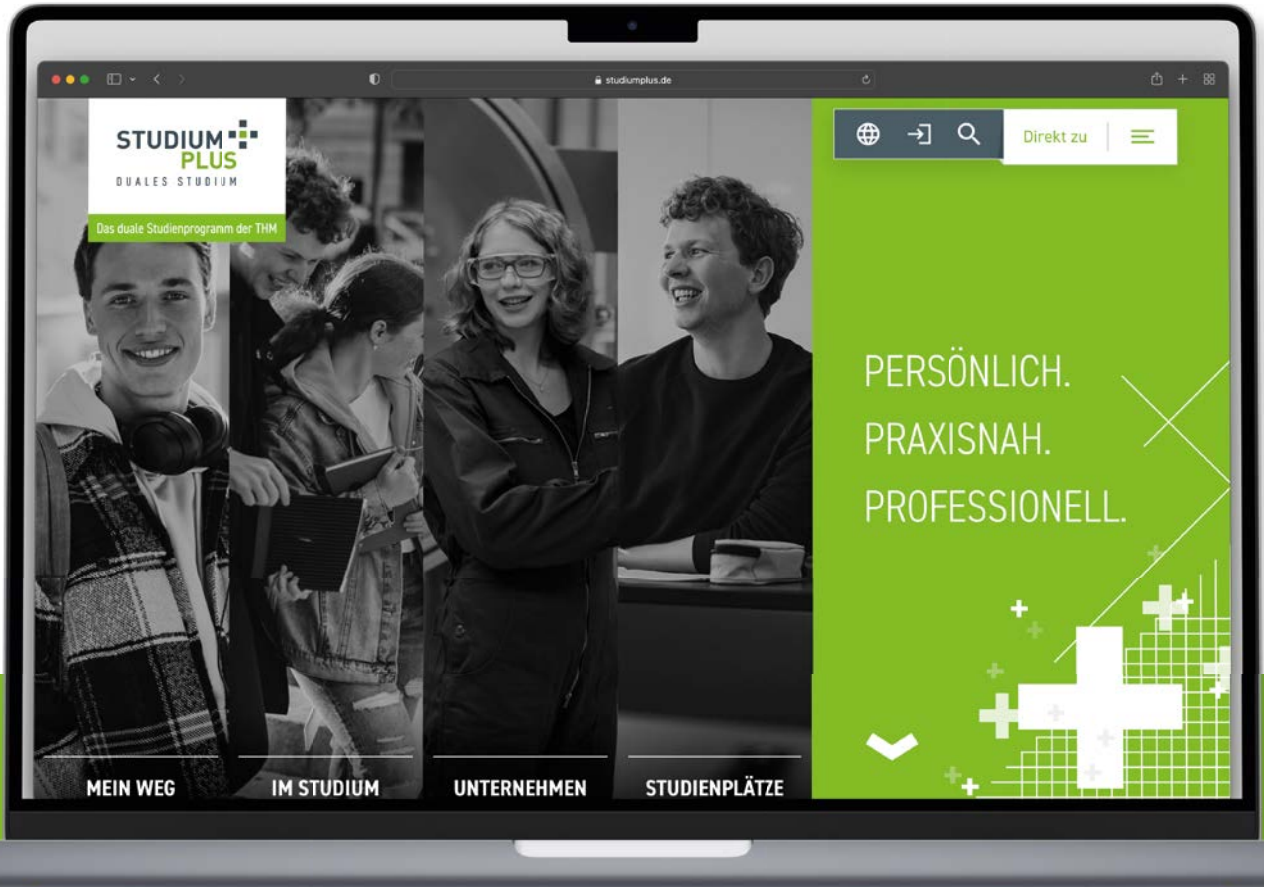 studiumplus.de
STUDIUM
PLUS
DUALES STUDIUM
Das duale Studienprogramm der THM
Direkt zu
PERSÖNLICH.
PRAXISNAH.
PROFESSIONELL.
MEIN WEG
IM STUDIUM
UNTERNEHMEN
STUDIENPLÄTZE